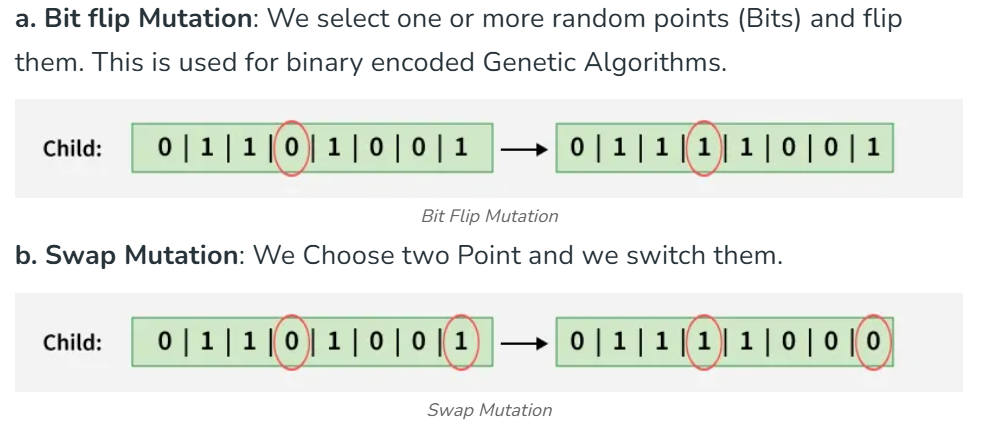 a. Bit flip Mutation: We select one or more random points (Bits) and flip
them. This is used for binary encoded Genetic Algorithms.
Child: 0 | 1 | 1 | 0 | 1 | 0 | 0 | 1 → 0 | 1 | 1 | 1 | 1 | 0 | 0 | 1
Bit Flip Mutation
b. Swap Mutation: We Choose two Point and we switch them.
Child: 0 | 1 | 1 | 0 | 1 | 0 | 0 | 1 → 0 | 1 | 1 | 1 | 1 | 0 | 0 | 0
Swap Mutation